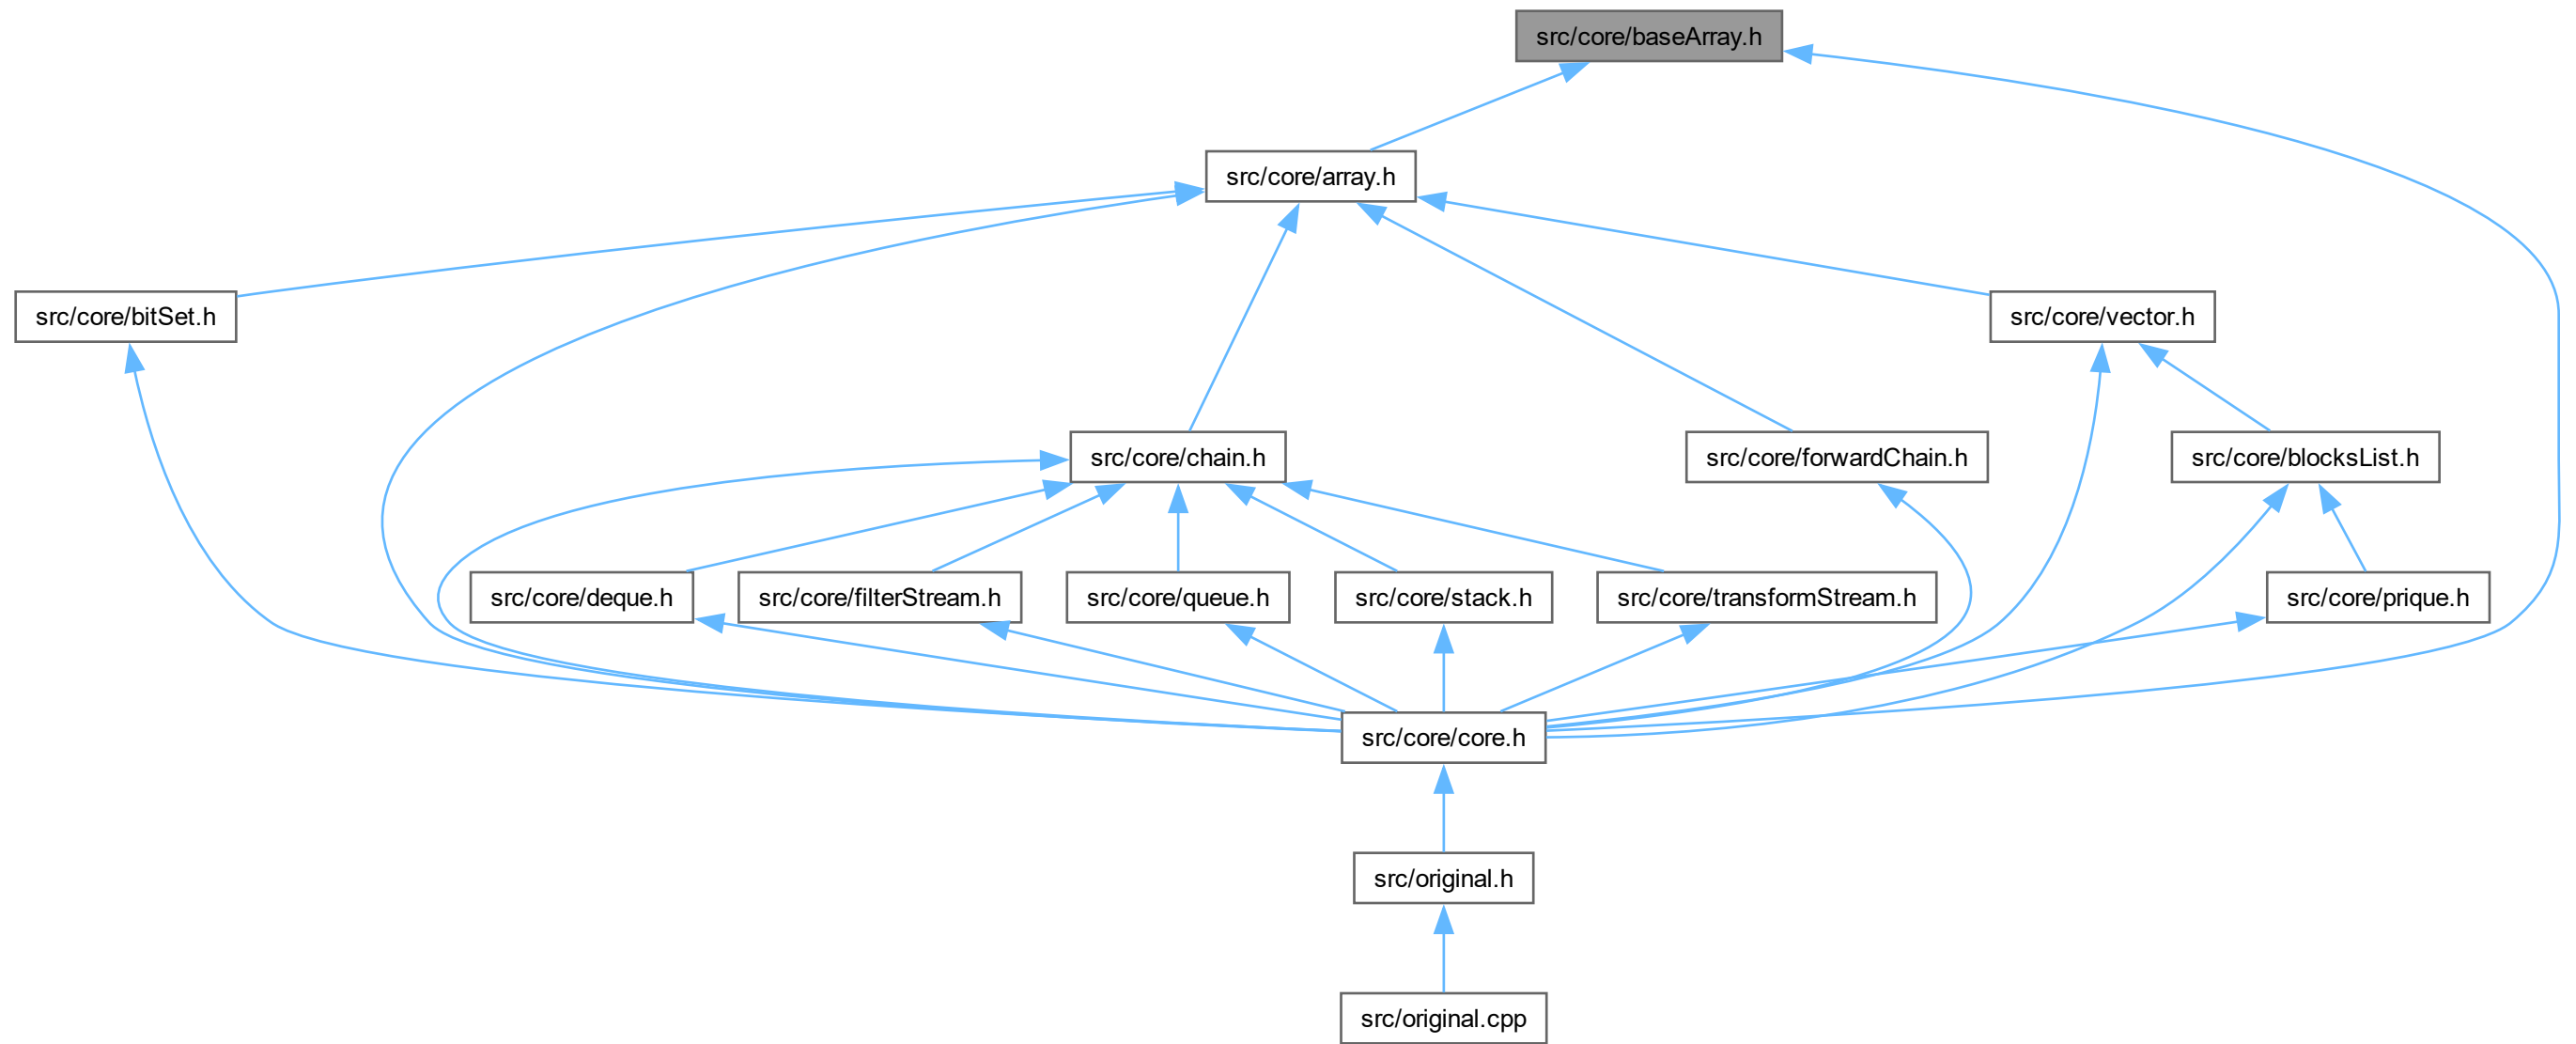 src/core/baseArray.h
src/core/array.h
src/core/bitSet.h
src/core/vector.h
src/core/chain.h
src/core/forwardChain.h
src/core/blocksList.h
src/core/deque.h
src/core/filterStream.h
src/core/queue.h
src/core/stack.h
src/core/transformStream.h
src/core/prique.h
src/core/core.h
src/original.h
src/original.cpp